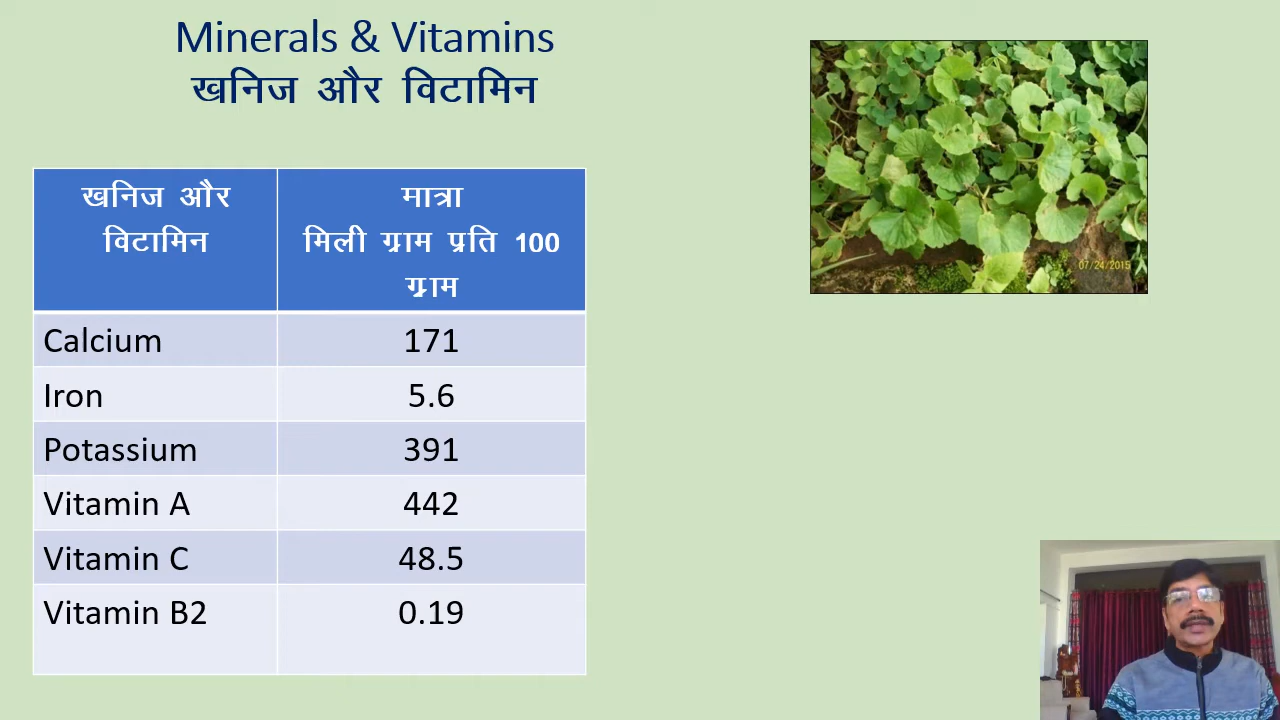 Minerals & Vitamins
खनिज और विटामिन
खनिज और
विटामिन
मात्रा
मिली ग्राम प्रति 100
ग्राम
Calcium 171
Iron 5.6
Potassium 391
Vitamin A 442
Vitamin C 48.5
Vitamin B2 0.19
07/24/2015